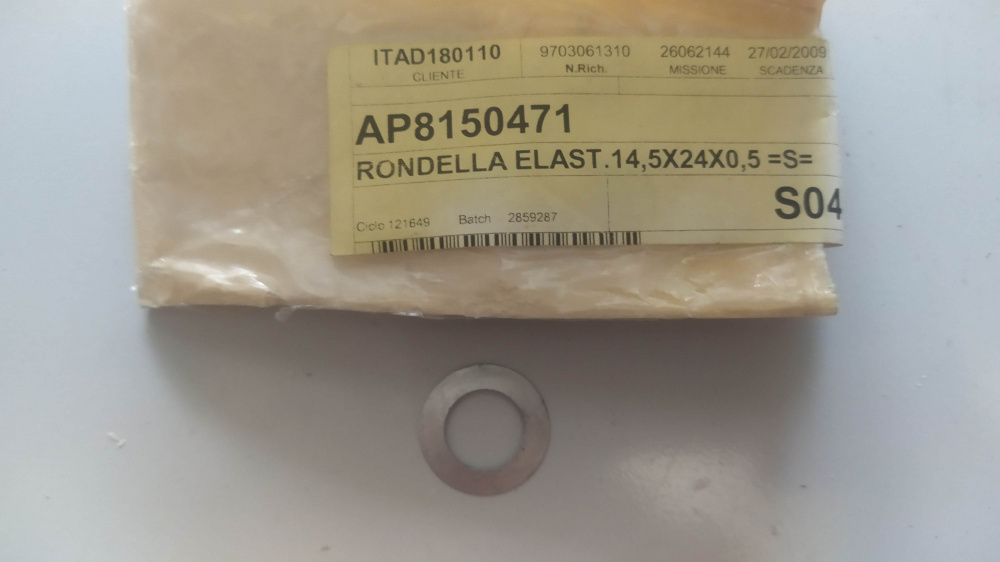 ITAD180110 9703061310 26062144 27/02/2009
CLIENTE N.Rich. MISSIONE SCADENZA
AP8150471
RONDELLA ELAST.14,5X24X0,5 =S=
S04
Ciclo 121649 Batch 2859287